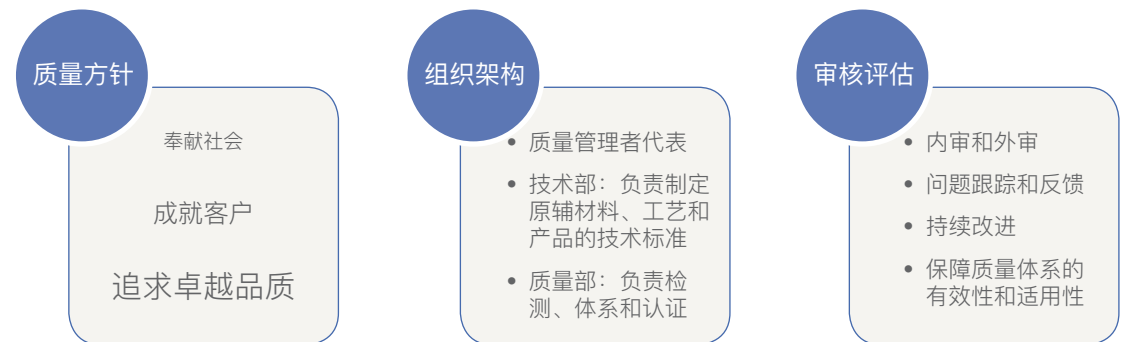 质量方针
奉献社会
成就客户
追求卓越品质
组织架构
• 质量管理者代表
• 技术部：负责制定
原辅材料、工艺和
产品的技术标准
• 质量部：负责检
测、体系和认证
审核评估
• 内审和外审
• 问题跟踪和反馈
• 持续改进
• 保障质量体系的
有效性和适用性